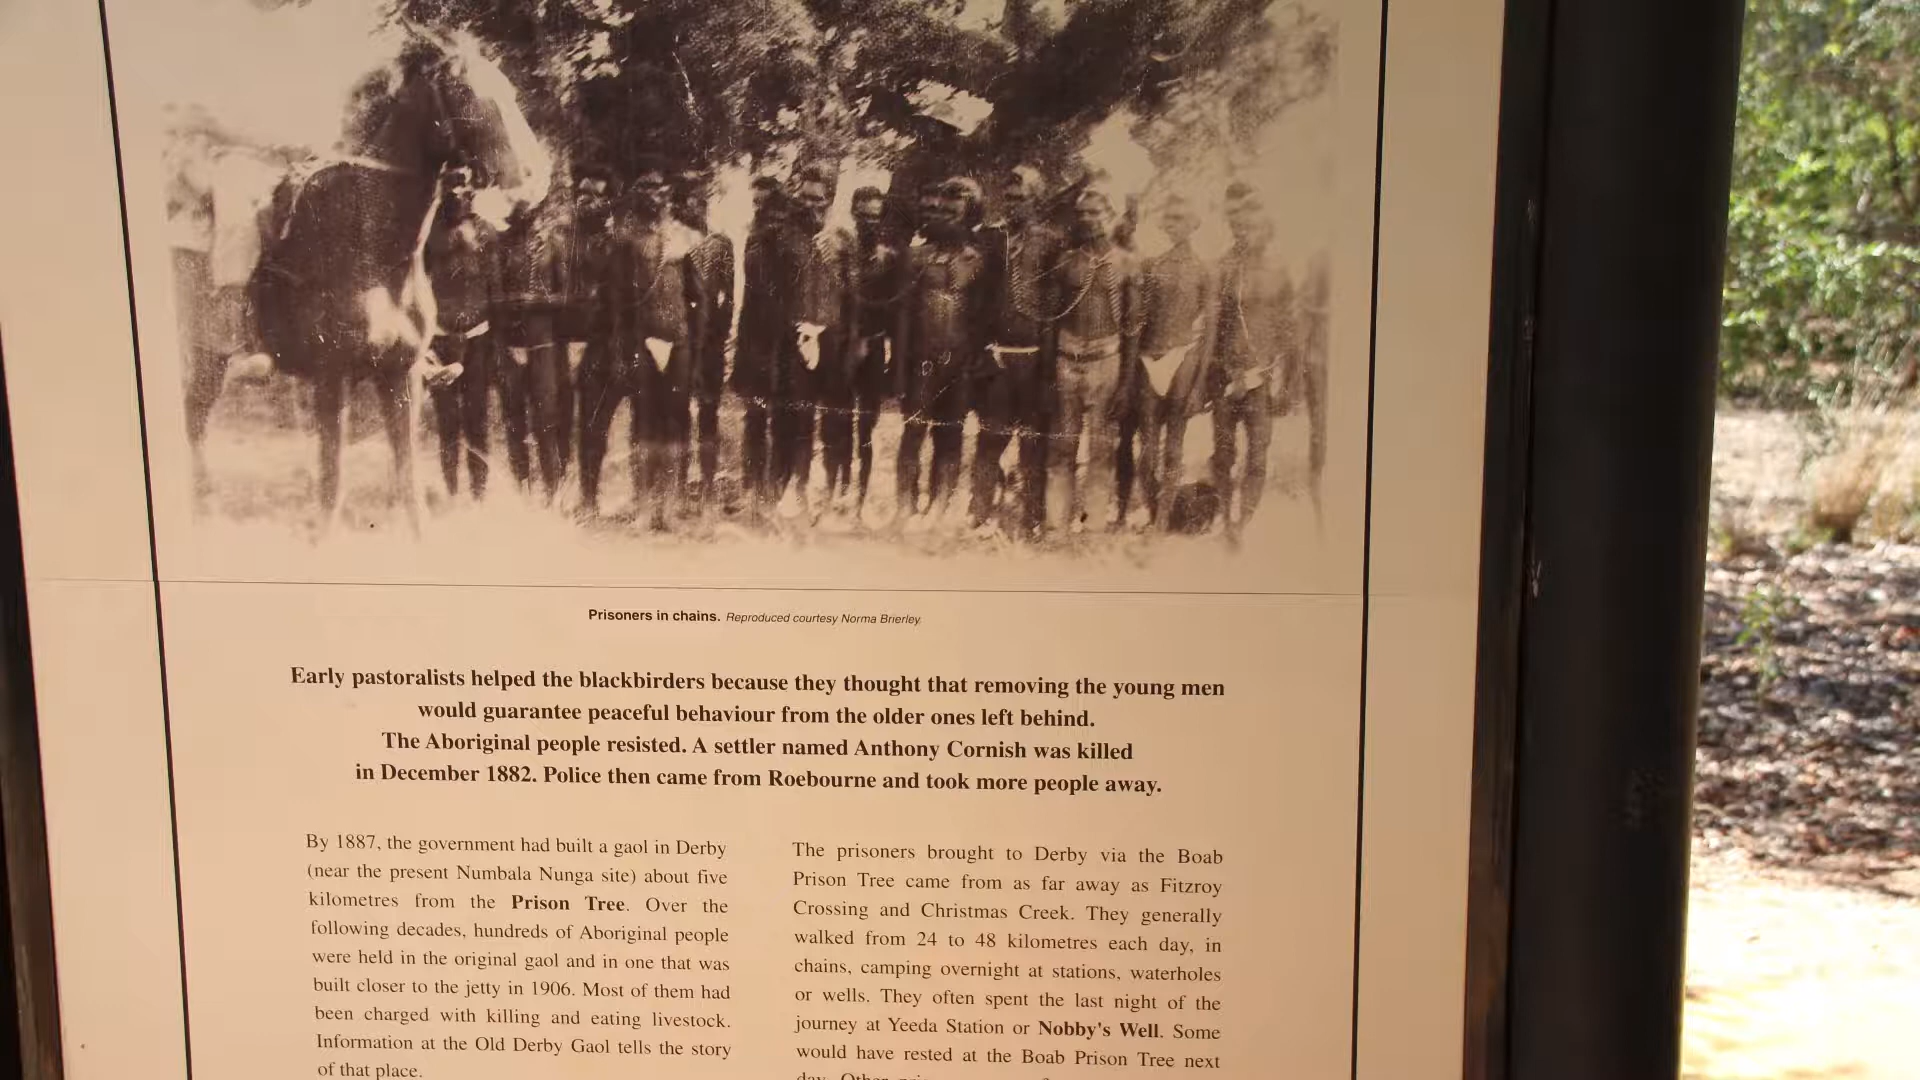 Prisoners in chains. Reproduced courtesy Norma Brierley
Early pastoralists helped the blackbirders because they thought that removing the young men
would guarantee peaceful behaviour from the older ones left behind.
The Aboriginal people resisted. A settler named Anthony Cornish was killed
in December 1882. Police then came from Roebourne and took more people away.
By 1887, the government had built a gaol in Derby
(near the present Numbala Nunga site) about five
kilometres from the Prison Tree. Over the
following decades, hundreds of Aboriginal people
were held in the original gaol and in one that was
built closer to the jetty in 1906. Most of them had
been charged with killing and eating livestock.
Information at the Old Derby Gaol tells the story
of that place.
The prisoners brought to Derby via the Boab
Prison Tree came from as far away as Fitzroy
Crossing and Christmas Creek. They generally
walked from 24 to 48 kilometres each day, in
chains, camping overnight at stations, waterholes
or wells. They often spent the last night of the
journey at Yeeda Station or Nobby's Well. Some
would have rested at the Boab Prison Tree next
day. Other